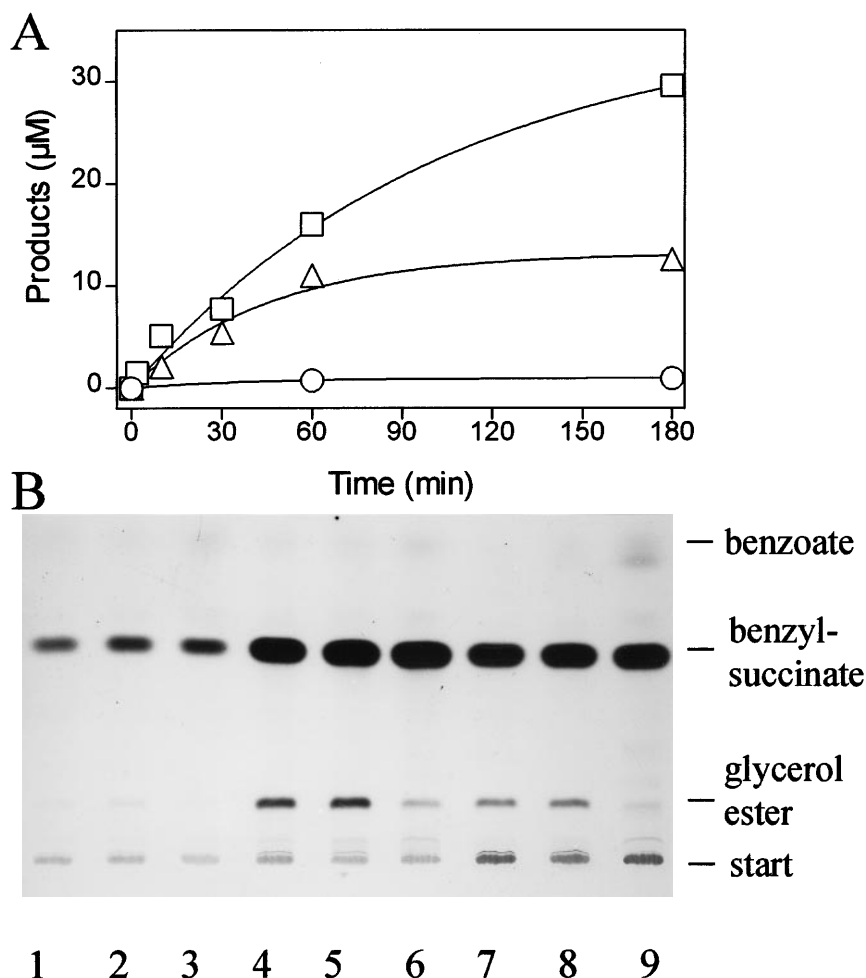 A
Products (µM)
30
20
10
0
0 30 60 90 120 150 180
Time (min)
B
benzoate
benzyl-
succinate
glycerol
ester
start
1 2 3 4 5 6 7 8 9